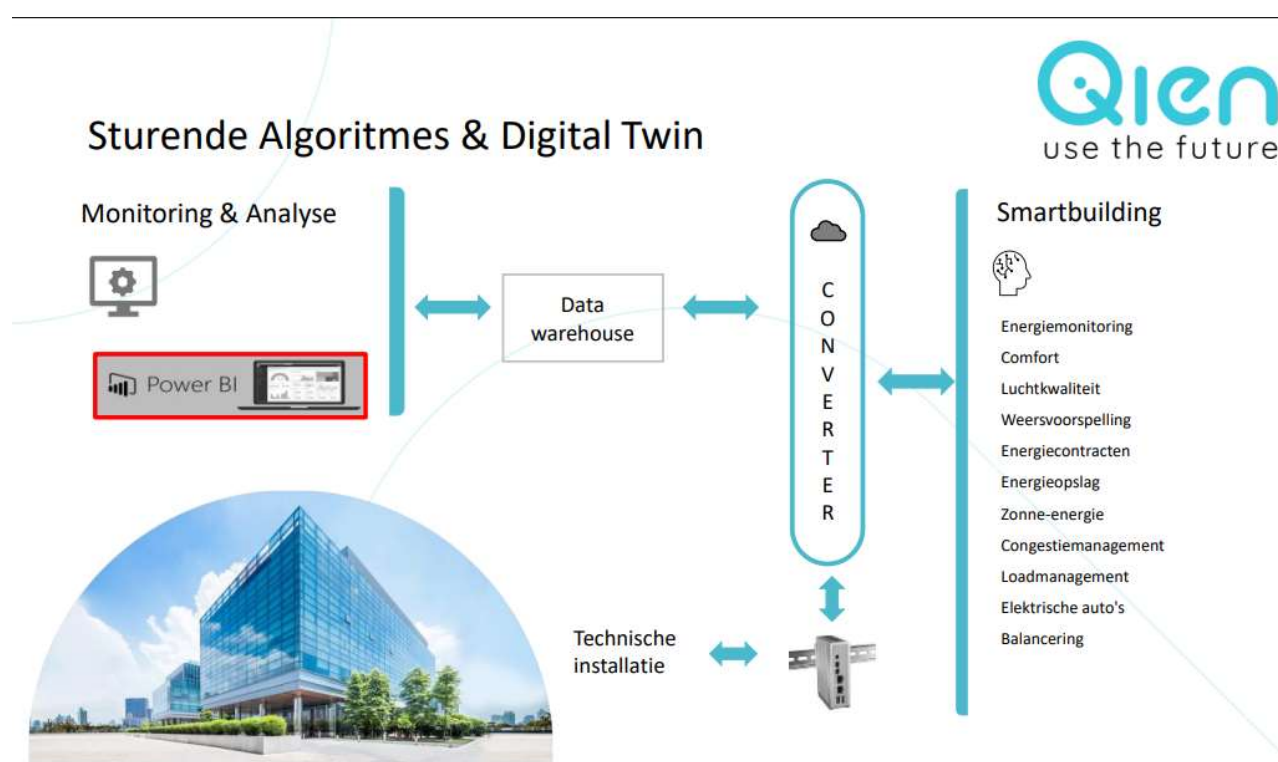 Qien
use the future
Sturende Algoritmes & Digital Twin
Monitoring & Analyse
Power BI
Data
warehouse
C
O
N
V
E
R
T
E
R
Technische
installatie
Smartbuilding
Energiemonitoring
Comfort
Luchtkwaliteit
Weersvoorspelling
Energiecontracten
Energieopslag
Zonne-energie
Congestiemanagement
Loadmanagement
Elektrische auto's
Balancering